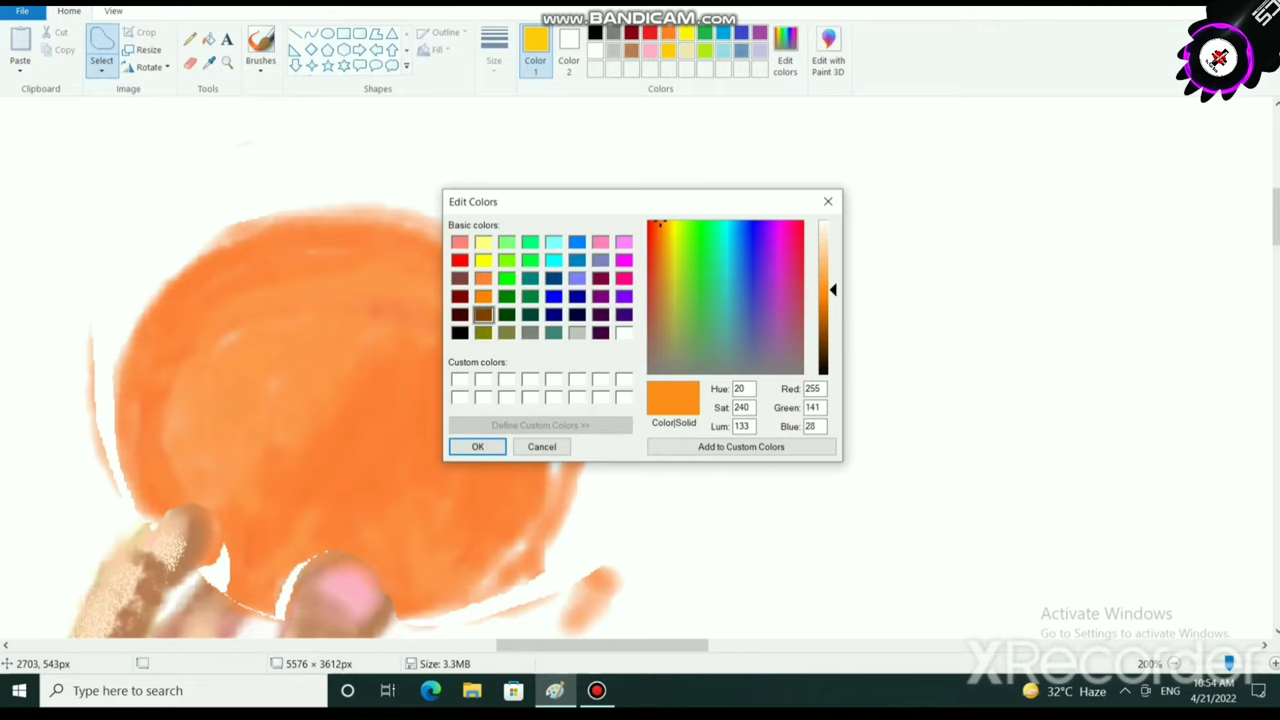 www.BANDICAM.com
File
Home
View
Paste
Cut
Copy
Clipboard
Select
Crop
Resize
Rotate
Image
Tools
Brushes
Outline
Fill
Shapes
Size
Color
1
Color
2
Edit
colors
Colors
Edit with
Paint 3D
Edit Colors
Basic colors:
Custom colors:
Define Custom Colors >>
OK
Cancel
Color|Solid
Hue: 20
Sat: 240
Lum: 133
Red: 255
Green: 141
Blue: 28
Add to Custom Colors
Activate Windows
Go to Settings to activate Windows.
XRecorder
2703, 543px
5576 × 3612px
Size: 3.3MB
200%
Type here to search
32°C Haze
ENG
10:54 AM
4/21/2022